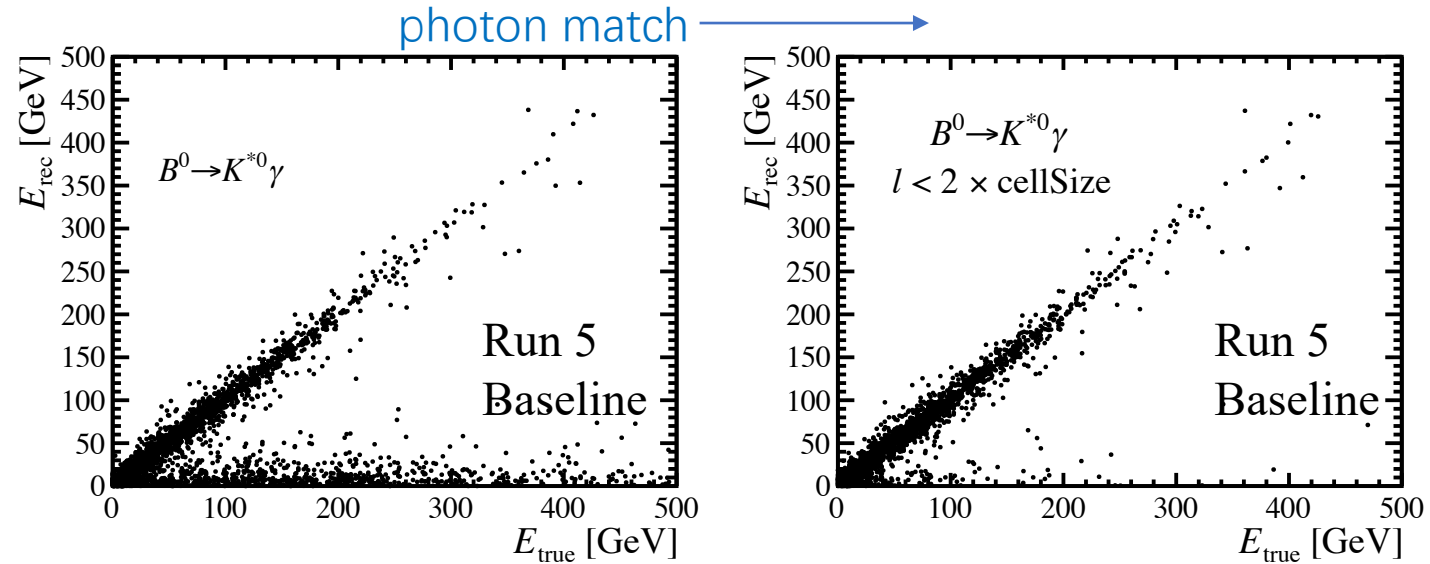 photon match
500
450
400
350
300
250
200
150
100
50
0
E_rec [GeV]
B^0→K^{*0}γ
Run 5
Baseline
0 100 200 300 400 500
E_true [GeV]
500
450
400
350
300
250
200
150
100
50
0
E_rec [GeV]
B^0→K^{*0}γ
l < 2 × cellSize
Run 5
Baseline
0 100 200 300 400 500
E_true [GeV]